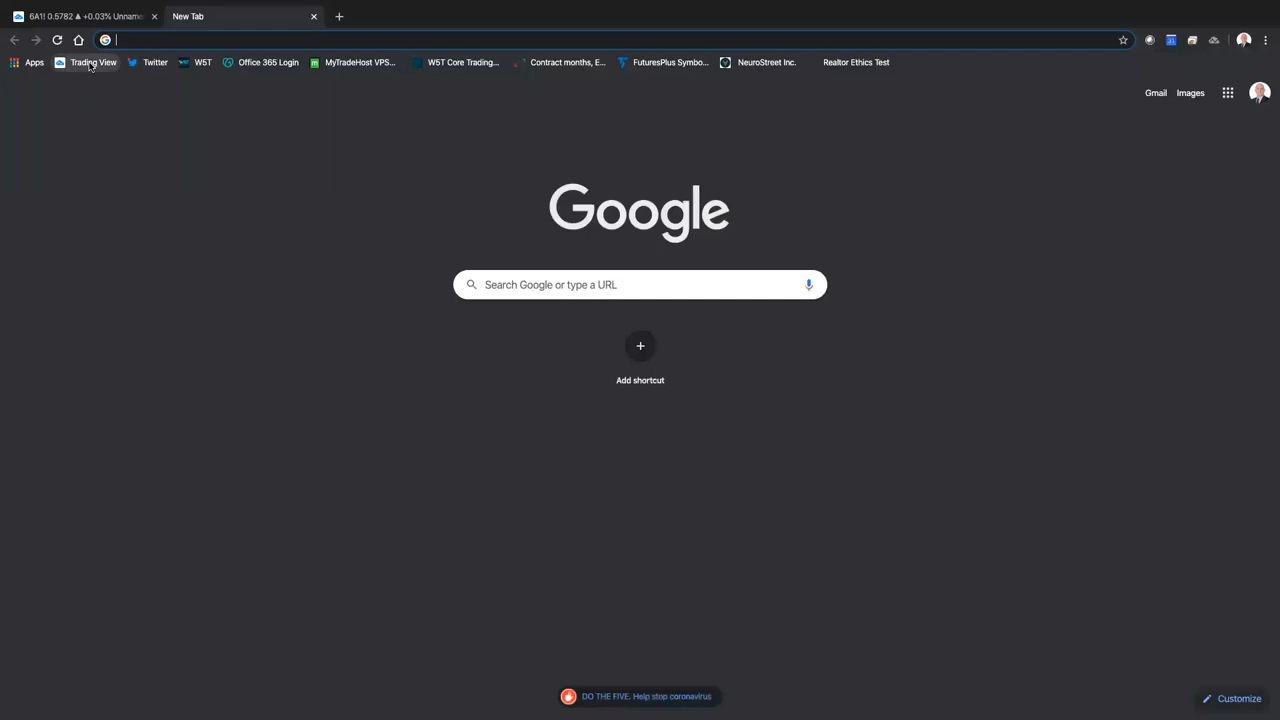 6A1! 0.5782 ▲ +0.03% Unname
New Tab
Apps
Trading View
Twitter
W5T
Office 365 Login
MyTradeHost VPS...
W5T Core Trading...
Contract months, E...
FuturesPlus Symbo...
NeuroStreet Inc.
Realtor Ethics Test
Gmail
Images
Google
Search Google or type a URL
Add shortcut
DO THE FIVE. Help stop coronavirus
Customize